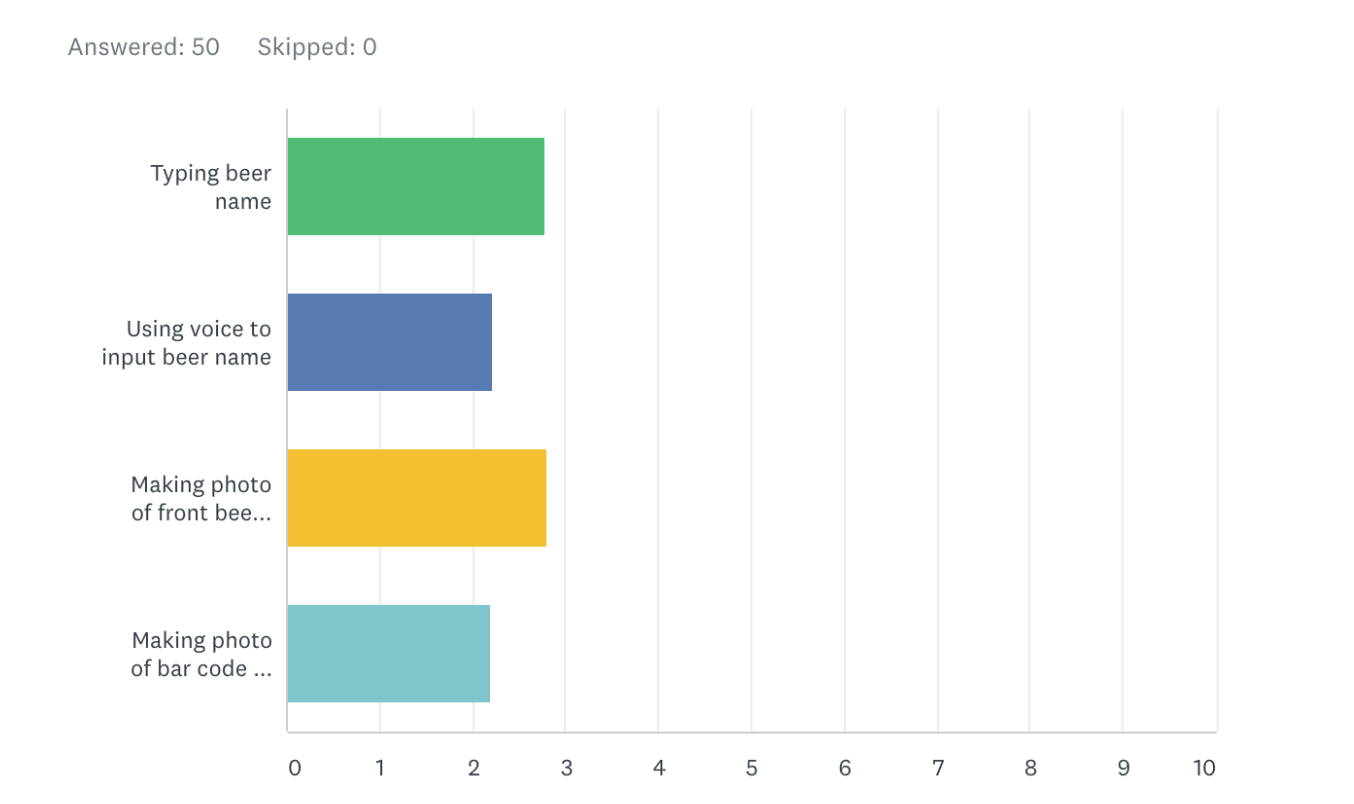 Answered: 50 Skipped: 0
Typing beer
name
Using voice to
input beer name
Making photo
of front bee...
Making photo
of bar code ...
0 1 2 3 4 5 6 7 8 9 10